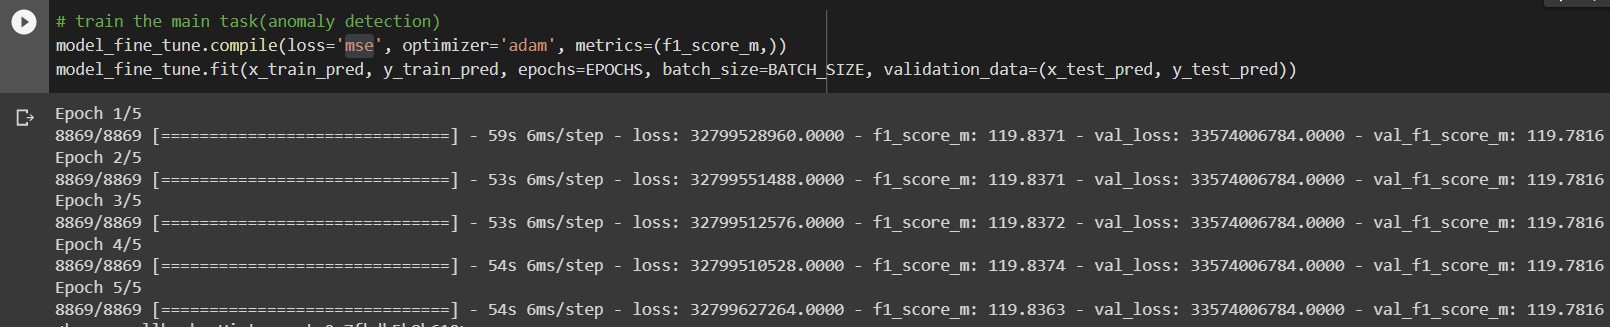 # train the main task(anomaly detection)
model_fine_tune.compile(loss='mse', optimizer='adam', metrics=(f1_score_m,))
model_fine_tune.fit(x_train_pred, y_train_pred, epochs=EPOCHS, batch_size=BATCH_SIZE, validation_data=(x_test_pred, y_test_pred))
Epoch 1/5
8869/8869 [==============================] - 59s 6ms/step - loss: 32799528960.0000 - f1_score_m: 119.8371 - val_loss: 33574006784.0000 - val_f1_score_m: 119.7816
Epoch 2/5
8869/8869 [==============================] - 53s 6ms/step - loss: 32799551488.0000 - f1_score_m: 119.8371 - val_loss: 33574006784.0000 - val_f1_score_m: 119.7816
Epoch 3/5
8869/8869 [==============================] - 53s 6ms/step - loss: 32799512576.0000 - f1_score_m: 119.8372 - val_loss: 33574006784.0000 - val_f1_score_m: 119.7816
Epoch 4/5
8869/8869 [==============================] - 54s 6ms/step - loss: 32799510528.0000 - f1_score_m: 119.8374 - val_loss: 33574006784.0000 - val_f1_score_m: 119.7816
Epoch 5/5
8869/8869 [==============================] - 54s 6ms/step - loss: 32799627264.0000 - f1_score_m: 119.8363 - val_loss: 33574006784.0000 - val_f1_score_m: 119.7816